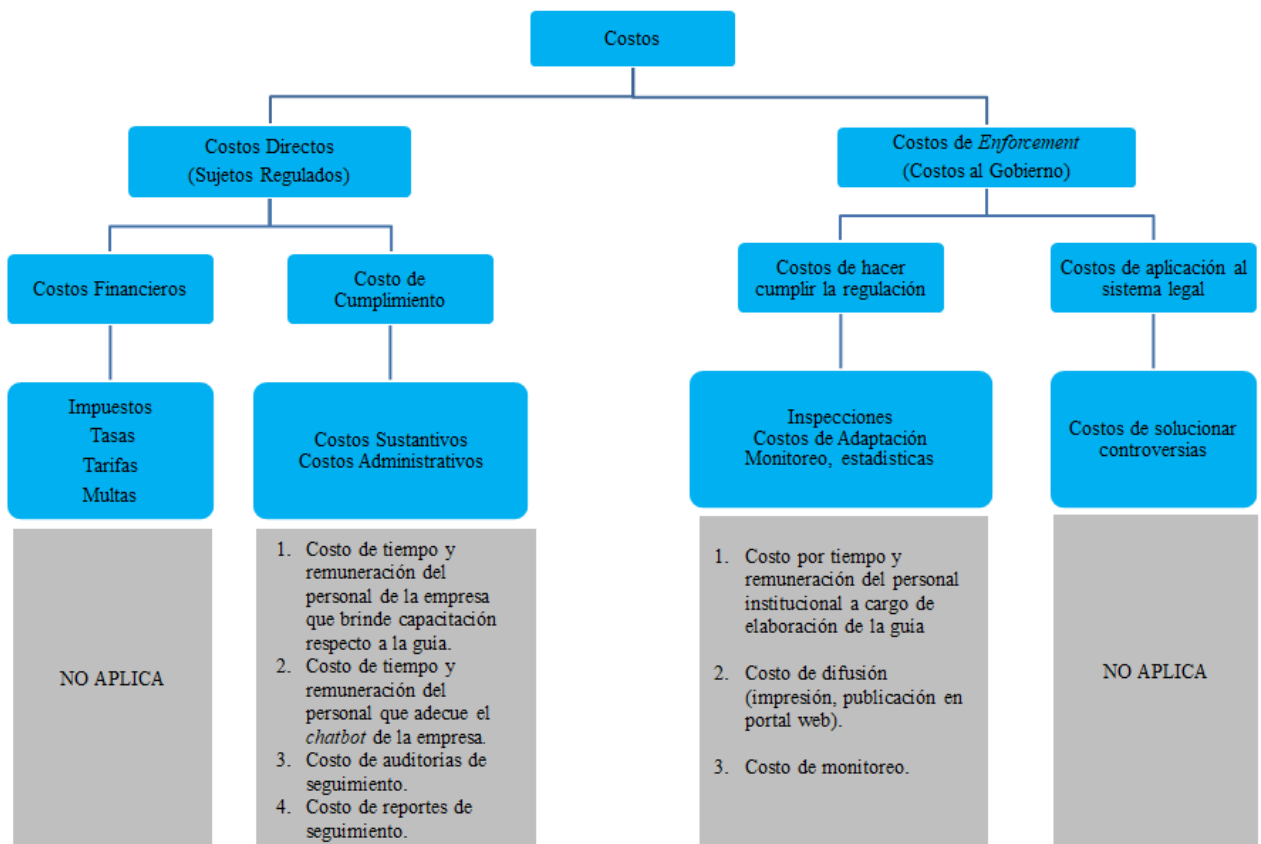 Costos
Costos Directos
(Sujetos Regulados)
Costos de Enforcement
(Costos al Gobierno)
Costos Financieros
Costo de
Cumplimiento
Costos de hacer
cumplir la regulación
Costos de aplicación al
sistema legal
Impuestos
Tasas
Tarifas
Multas
Costos Sustantivos
Costos Administrativos
Inspecciones
Costos de Adaptación
Monitoreo, estadísticas
Costos de solucionar
controversias
NO APLICA
1. Costo de tiempo y
remuneración del
personal de la empresa
que brinde capacitación
respecto a la guía.
2. Costo de tiempo y
remuneración del
personal que adecue el
chatbot de la empresa.
3. Costo de auditorias de
seguimiento.
4. Costo de reportes de
seguimiento.
1. Costo por tiempo y
remuneración del personal
institucional a cargo de
elaboración de la guía
2. Costo de difusión
(impresión, publicación en
portal web).
3. Costo de monitoreo.
NO APLICA